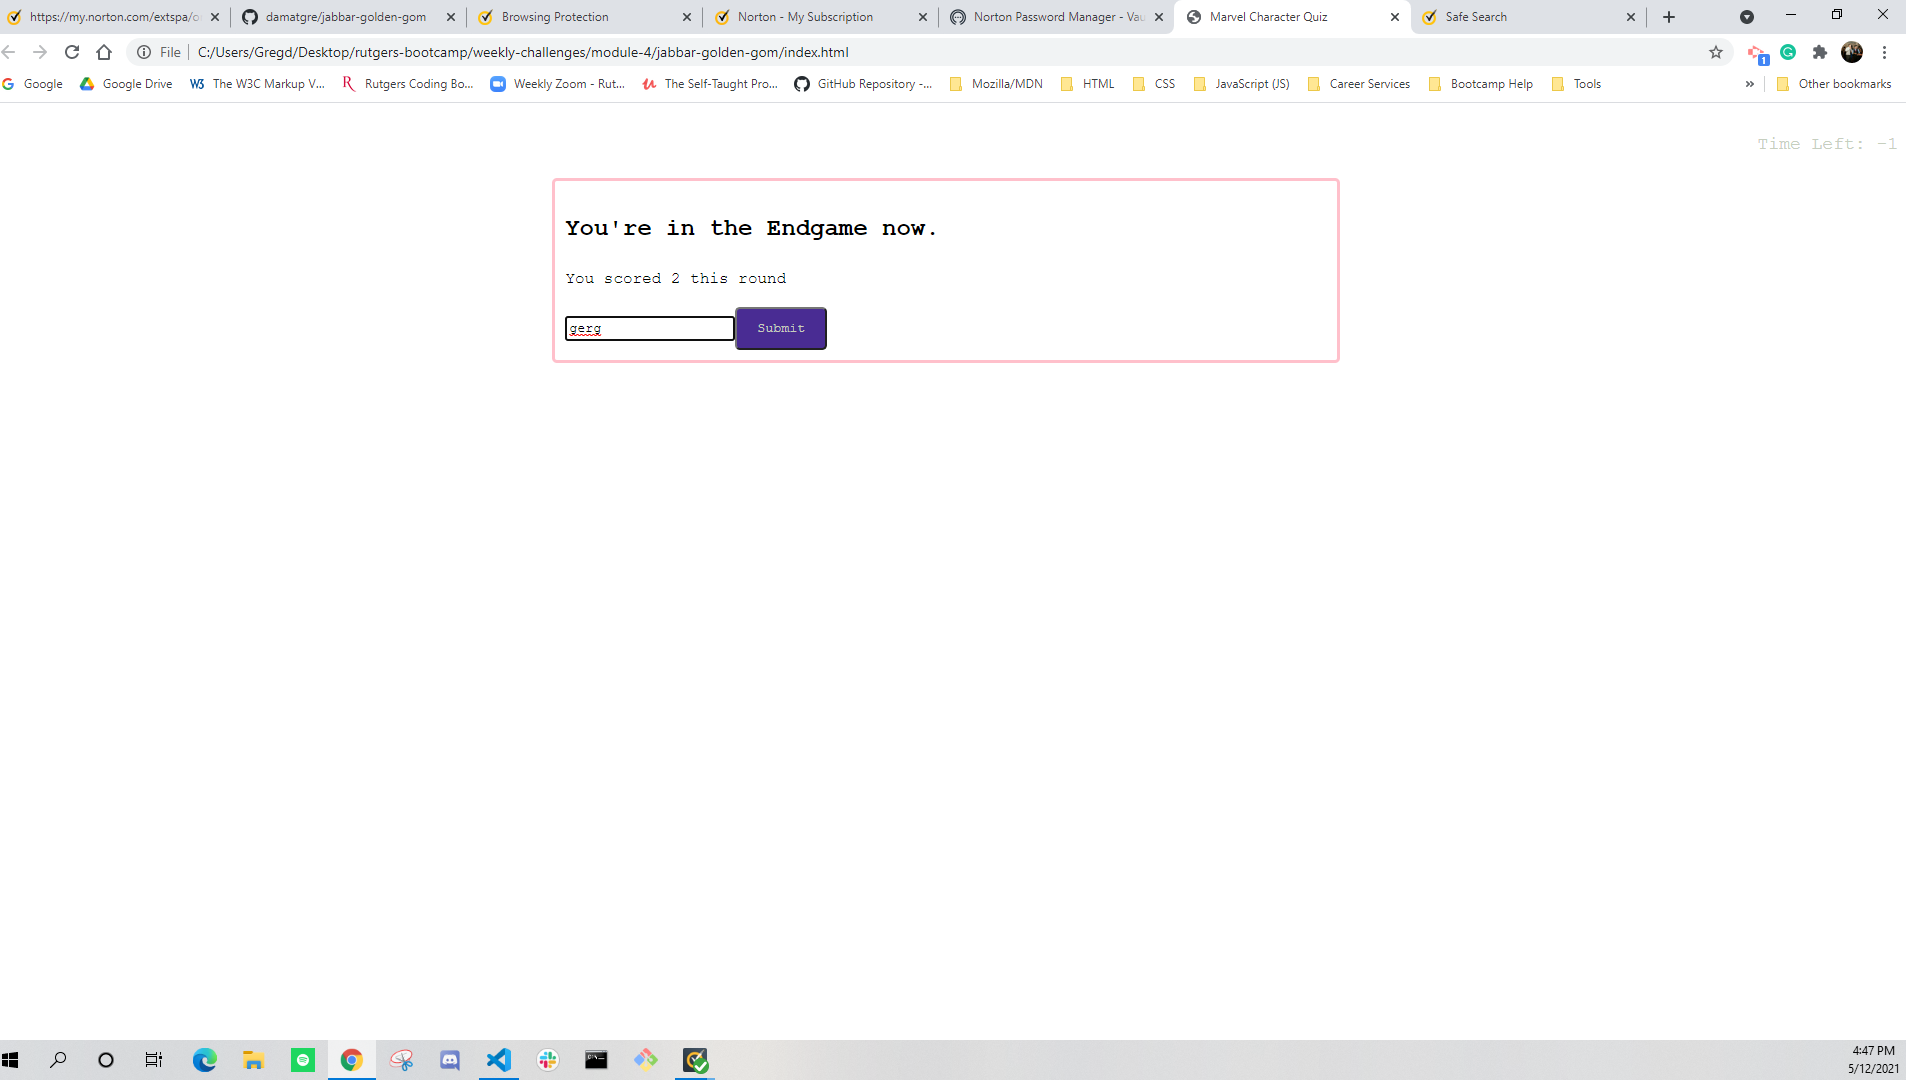 https://my.norton.com/extspa/o
damatgre/jabbar-golden-gom
Browsing Protection
Norton - My Subscription
Norton Password Manager - Vau
Marvel Character Quiz
Safe Search
File C:/Users/Gregd/Desktop/rutgers-bootcamp/weekly-challenges/module-4/jabbar-golden-gom/index.html
1
Google
Google Drive
W3 The W3C Markup V...
R Rutgers Coding Bo...
Weekly Zoom - Rut...
The Self-Taught Pro...
GitHub Repository -...
Mozilla/MDN
HTML
CSS
JavaScript (JS)
Career Services
Bootcamp Help
Tools
»
Other bookmarks
Time Left: -1
You're in the Endgame now.
You scored 2 this round
gerg
Submit
4:47 PM
5/12/2021